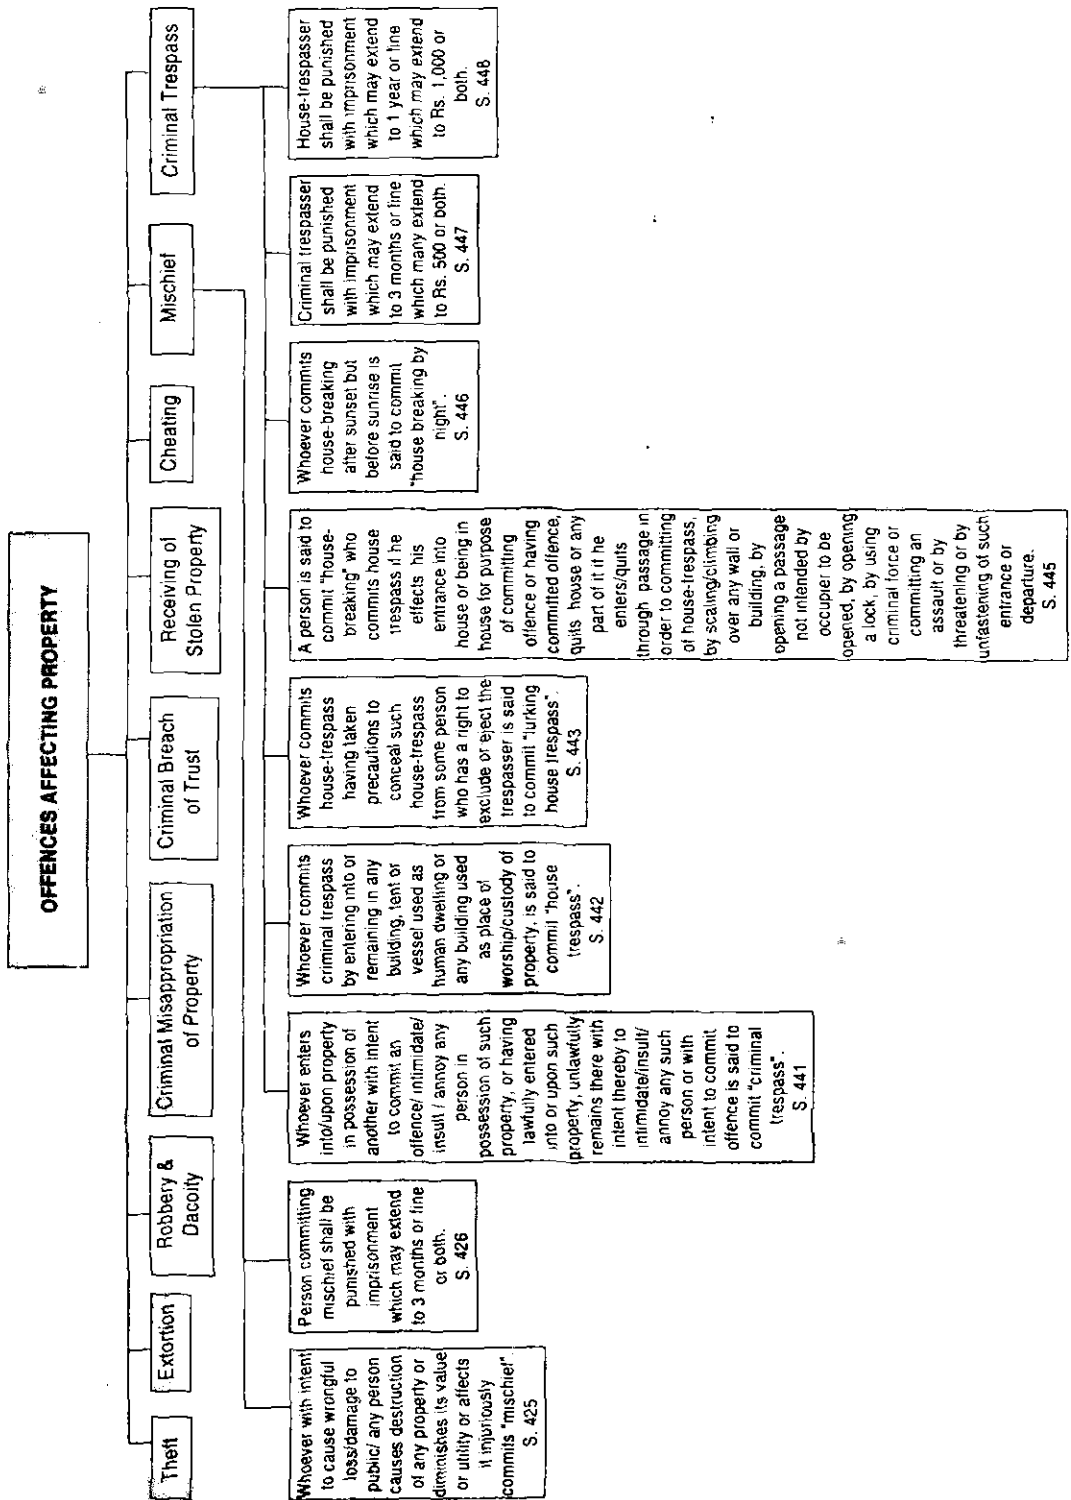 OFFENCES AFFECTING PROPERTY
Theft
Extortion
Robbery &
Dacoity
Criminal Misappropriation
of Property
Criminal Breach
of Trust
Receiving of
Stolen Property
Cheating
Mischief
Criminal Trespass
Whoever with intent
to cause wrongful
loss/damage to
public/ any person
causes destruction
of any property or
diminishes its value
or utility or affects
it injuriously
commits "mischief".
S. 425
Person committing
mischief shall be
punished with
imprisonment
which may extend
to 3 months or fine
or both.
S. 426
Whoever enters
into/upon property
in possession of
another with intent
to commit an
offence/ intimidate/
insult / annoy any
person in
possession of such
property, or having
lawfully entered
into or upon such
property, unlawfully
remains there with
intent thereby to
intimidate/insult/
annoy any such
person or with
intent to commit
offence is said to
commit "criminal
trespass".
S. 441
Whoever commits
criminal trespass
by entering into or
remaining in any
building, tent or
vessel used as
human dwelling or
any building used
as place of
worship/custody of
property, is said to
commit "house
trespass".
S. 442
Whoever commits
house-trespass
having taken
precautions to
conceal such
house-trespass
from some person
who has a right to
exclude or eject the
trespasser is said
to commit "lurking
house trespass".
S. 443
A person is said to
commit "house-
breaking" who
commits house
trespass if he
effects his
entrance into
house or being in
house for purpose
of committing
offence or having
committed offence,
quits house or any
part of it if he
enters/quits
through passage in
order to committing
of house-trespass,
by scaling/climbing
over any wall or
building, by
opening a passage
not intended by
occupier to be
opened, by opening
a lock, by using
criminal force or
committing an
assault or by
threatening or by
unfastening of such
entrance or
departure.
S. 445
Whoever commits
house-breaking
after sunset but
before sunrise is
said to commit
"house breaking by
night".
S. 446
Criminal trespasser
shall be punished
with imprisonment
which may extend
to 3 months or fine
which many extend
to Rs. 500 or both.
S. 447
House-trespasser
shall be punished
with imprisonment
which may extend
to 1 year or fine
which may extend
to Rs. 1,000 or
both.
S. 448